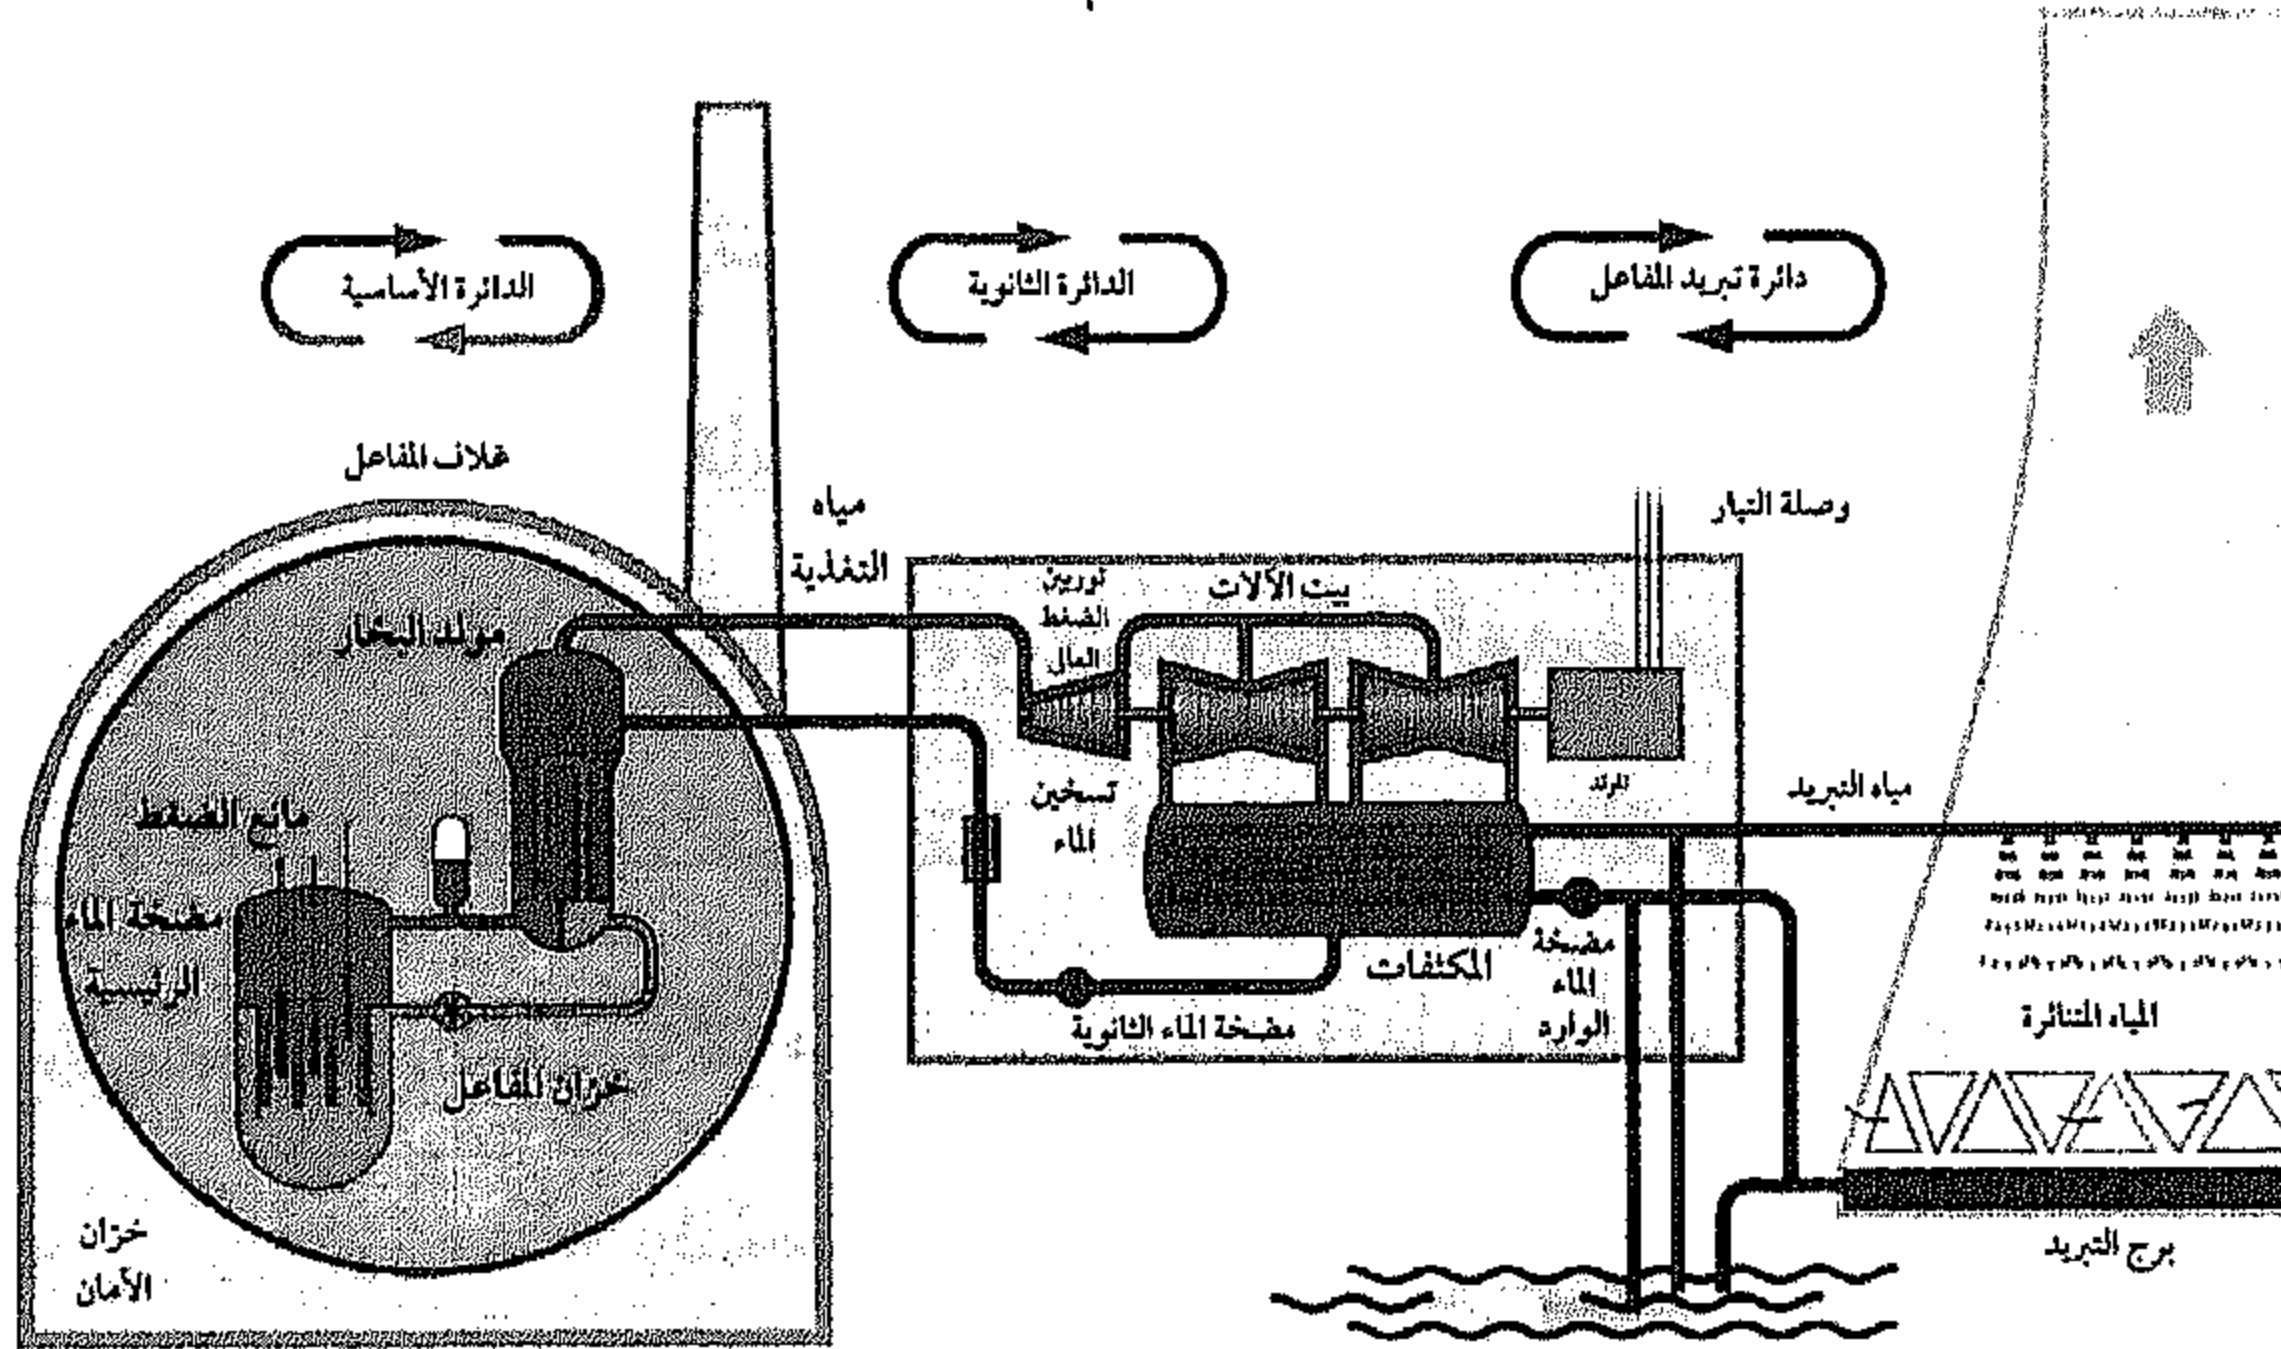 الدائرة الأساسية
الدائرة الثانوية
دائرة تبريد المفاعل
غلاف المفاعل
مياه
التغذية
وصلة التيار
توربين
الضغط
العالى
بيت الآلات
مولد البخار
مانع الضغط
مضخة الماء
الرئيسية
خزان المفاعل
خزان
الأمان
تسخين
الماء
المولد
مياه التبريد
المكثفات
مضخة
الماء
الوارد
مضخة الماء الثانوية
المياه المتناثرة
برج التبريد